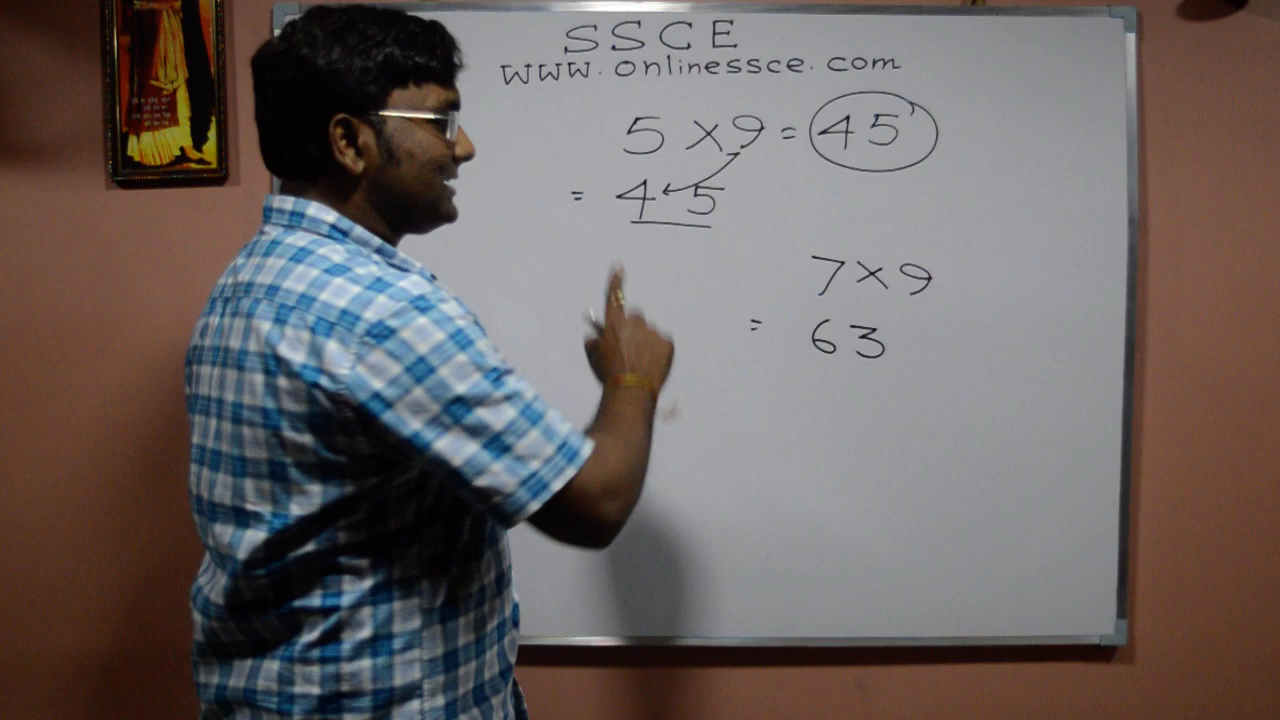 SSCE
www.onlinessce.com
5 × 9 = 45
= 45
7 × 9
= 63